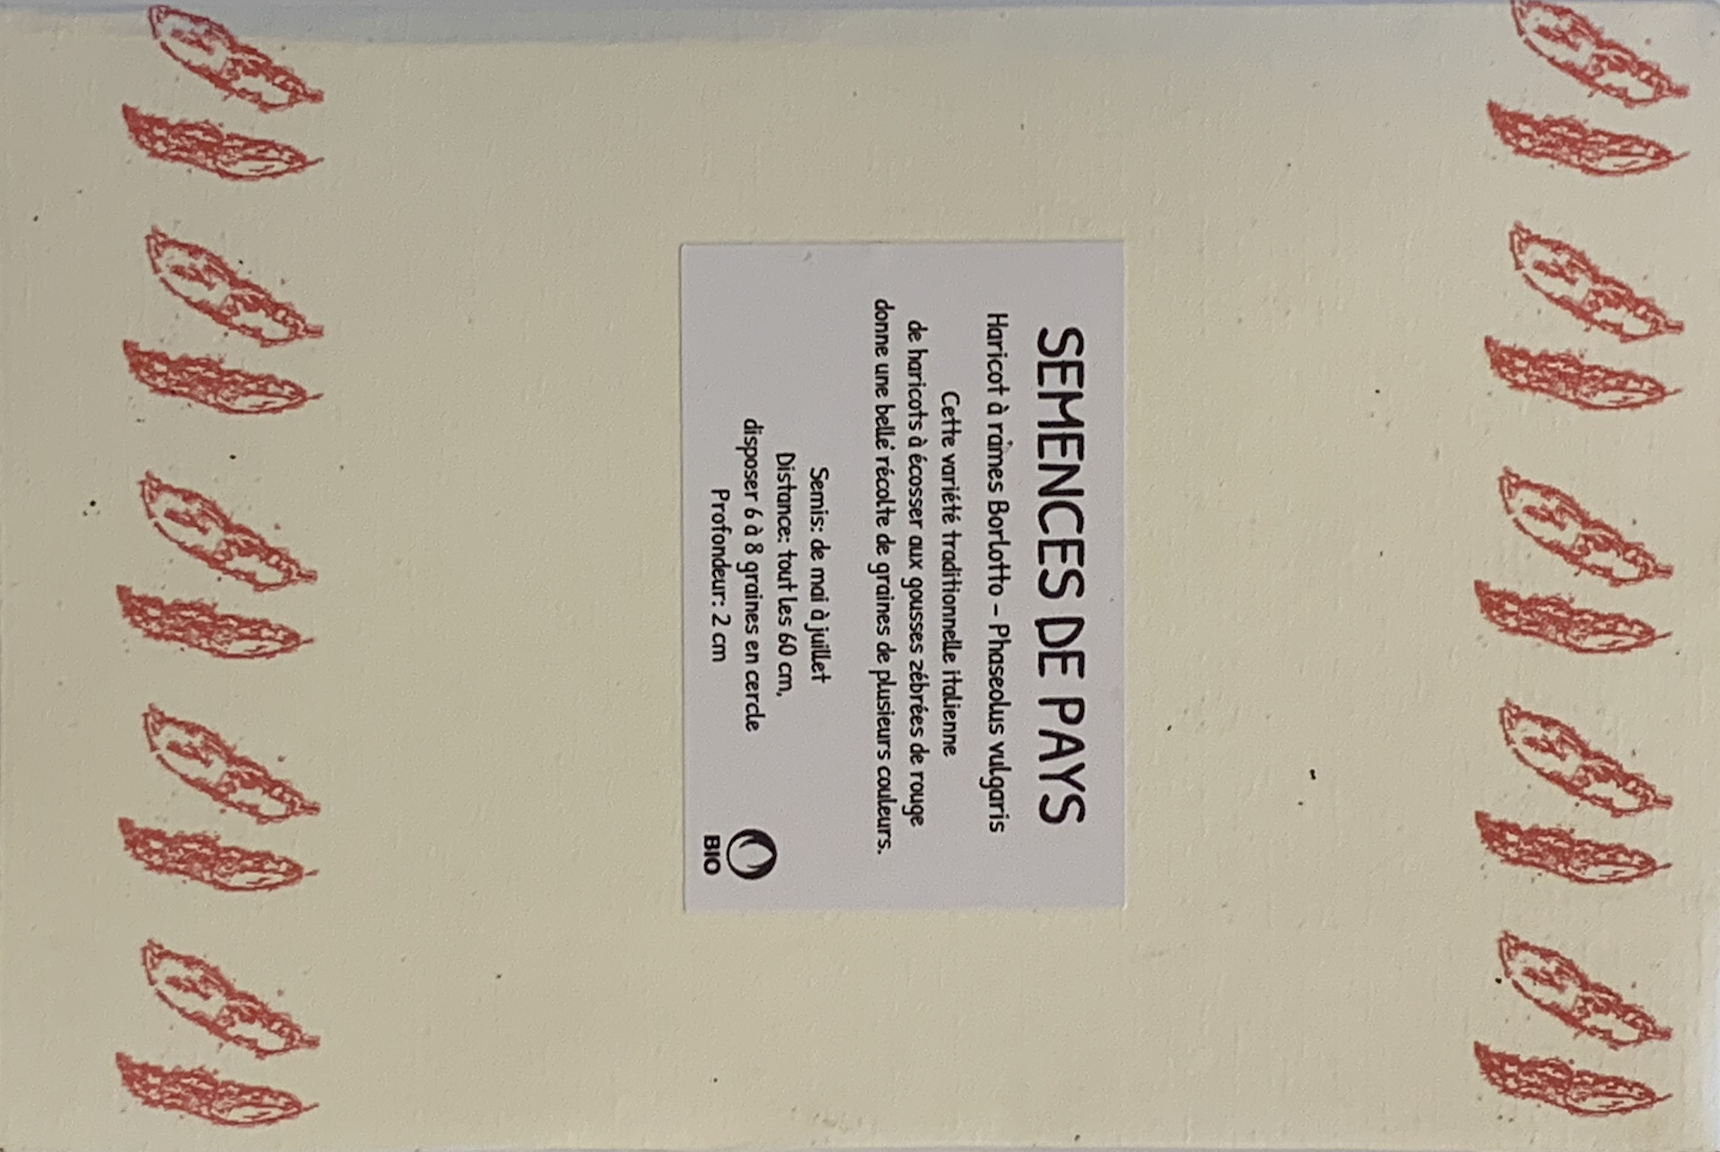 SEMENCES DE PAYS
Haricot à râmes Borlotto – Phaseolus vulgaris
Cette variété traditionnelle italienne
de haricots à écosser aux gousses zébrées de rouge
donne une belle récolte de graines de plusieurs couleurs.
Semis: de mai à juillet
Distance: tout les 60 cm,
disposer 6 à 8 graines en cercle
Profondeur: 2 cm
BIO